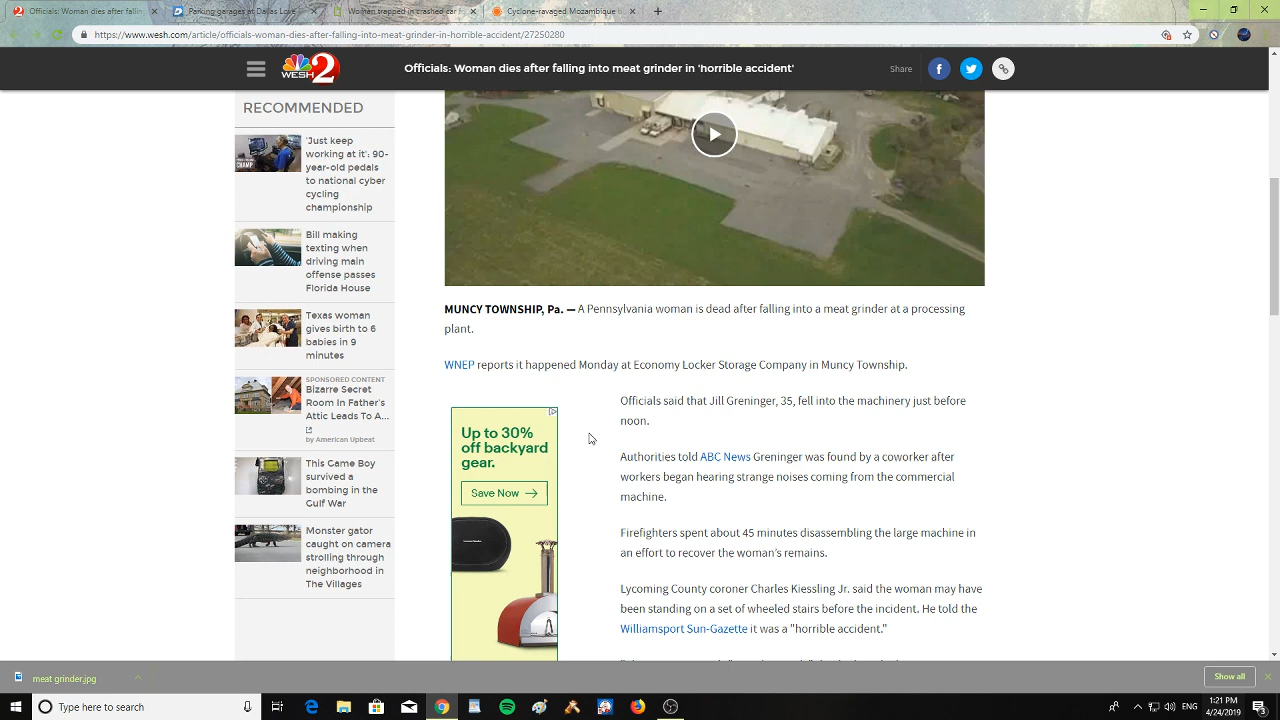 Officials: Woman dies after fallin
Parking garages at Dallas Love
Woman trapped in crashed car f
Cyclone-ravaged Mozambique b
https://www.wesh.com/article/officials-woman-dies-after-falling-into-meat-grinder-in-horrible-accident/27250280
WESH 2
Officials: Woman dies after falling into meat grinder in 'horrible accident'
Share
RECOMMENDED
'Just keep
working at it': 90-
year-old pedals
to national cyber
cycling
championship
Bill making
texting when
driving main
offense passes
Florida House
Texas woman
gives birth to 6
babies in 9
minutes
SPONSORED CONTENT
Bizarre Secret
Room In Father's
Attic Leads To A...
by American Upbeat
This Game Boy
survived a
bombing in the
Gulf War
Monster gator
caught on camera
strolling through
neighborhood in
The Villages
MUNCY TOWNSHIP, Pa. — A Pennsylvania woman is dead after falling into a meat grinder at a processing
plant.
WNEP reports it happened Monday at Economy Locker Storage Company in Muncy Township.
Officials said that Jill Greninger, 35, fell into the machinery just before
noon.
Authorities told ABC News Greninger was found by a coworker after
workers began hearing strange noises coming from the commercial
machine.
Firefighters spent about 45 minutes disassembling the large machine in
an effort to recover the woman's remains.
Lycoming County coroner Charles Kiessling Jr. said the woman may have
been standing on a set of wheeled stairs before the incident. He told the
Williamsport Sun-Gazette it was a "horrible accident."
Up to 30%
off backyard
gear.
Save Now
meat grinder.jpg
Show all
Type here to search
ENG
1:21 PM
4/24/2019